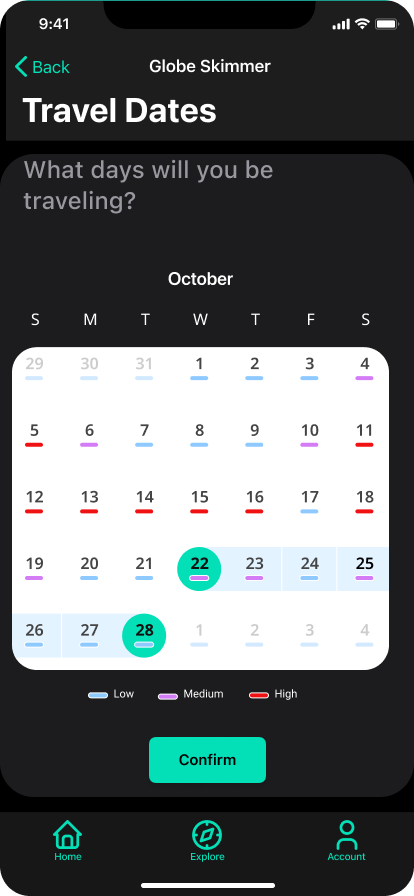 9:41
Back
Globe Skimmer
Travel Dates
What days will you be
traveling?
October
S M T W T F S
29 30 31 1 2 3 4
5 6 7 8 9 10 11
12 13 14 15 16 17 18
19 20 21 22 23 24 25
26 27 28 1 2 3 4
Low Medium High
Confirm
Home Explore Account